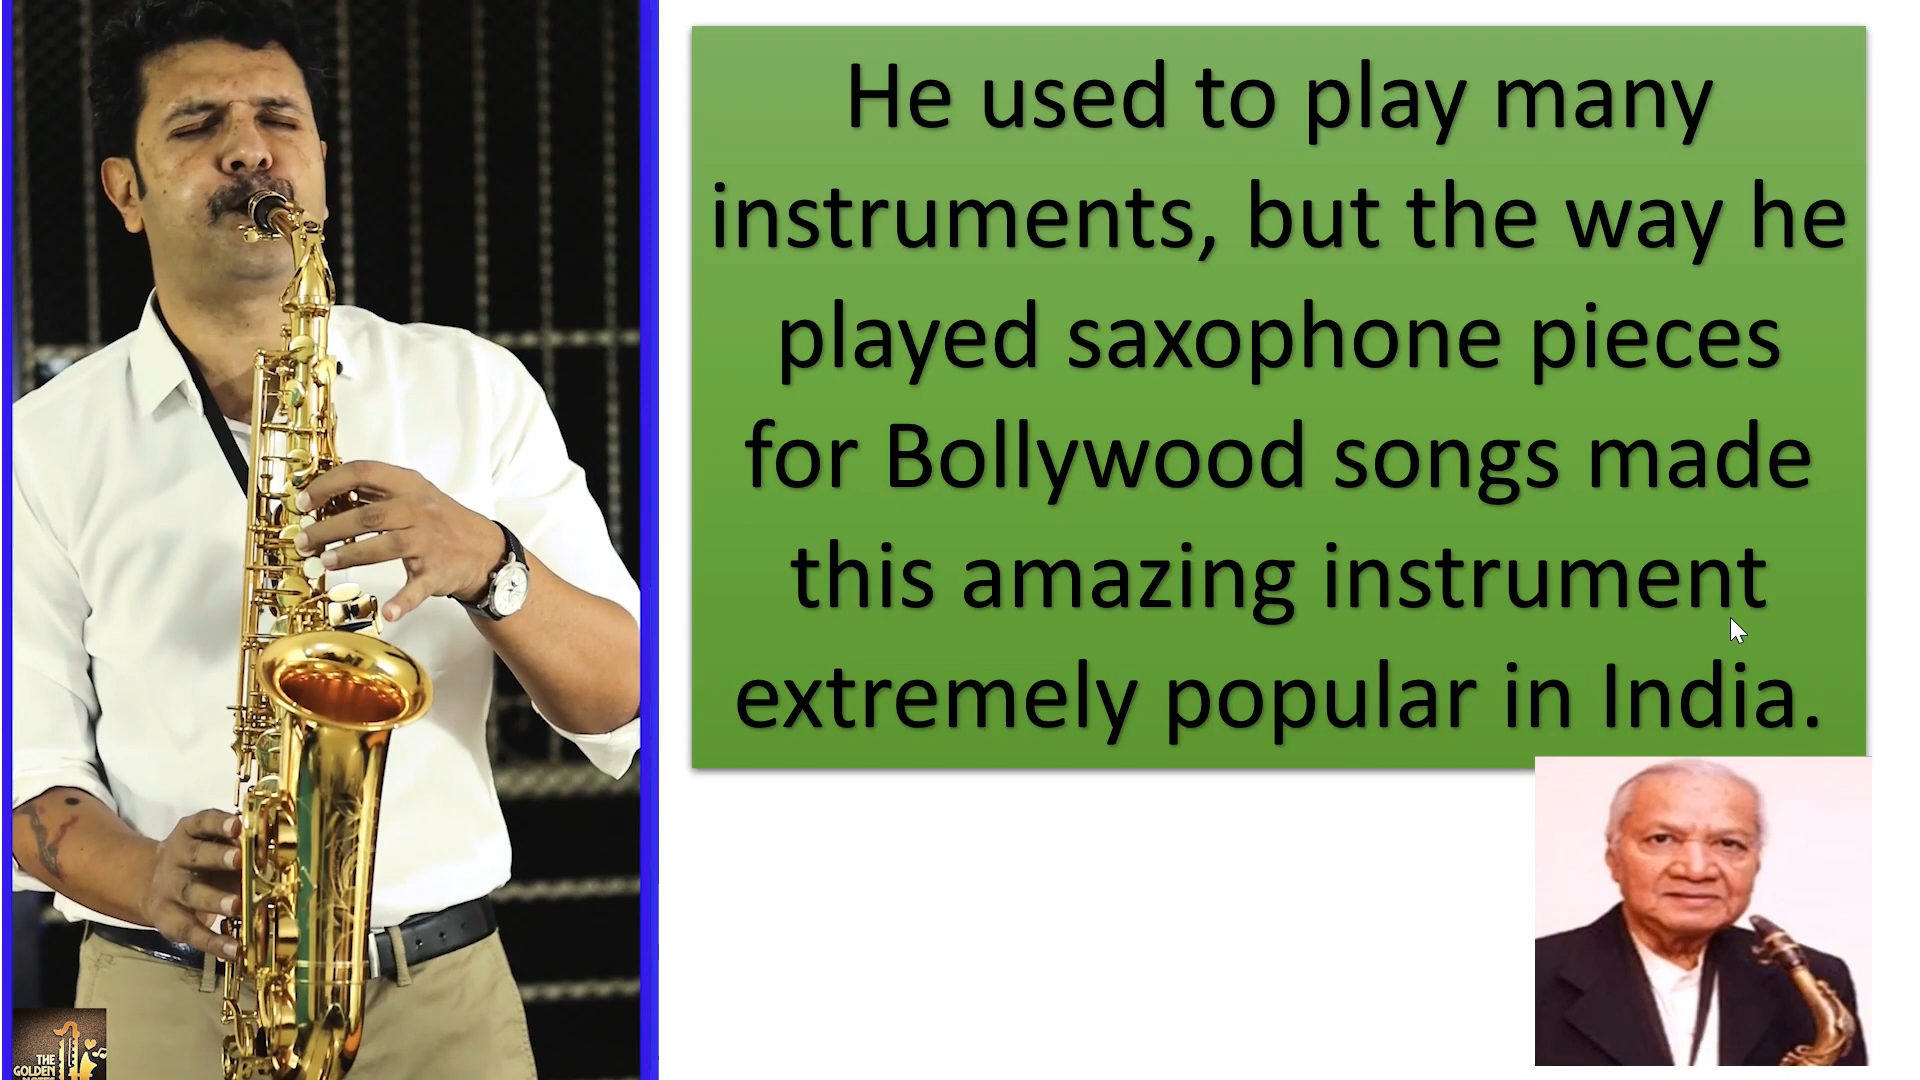 He used to play many
instruments, but the way he
played saxophone pieces
for Bollywood songs made
this amazing instrument
extremely popular in India.
THE
GOLDEN